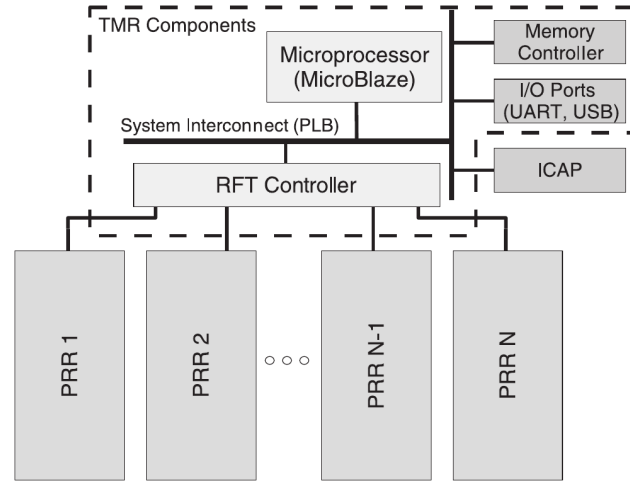 TMR Components
Microprocessor
(MicroBlaze)
Memory
Controller
I/O Ports
(UART, USB)
System Interconnect (PLB)
ICAP
RFT Controller
PRR 1
PRR 2
PRR N-1
PRR N